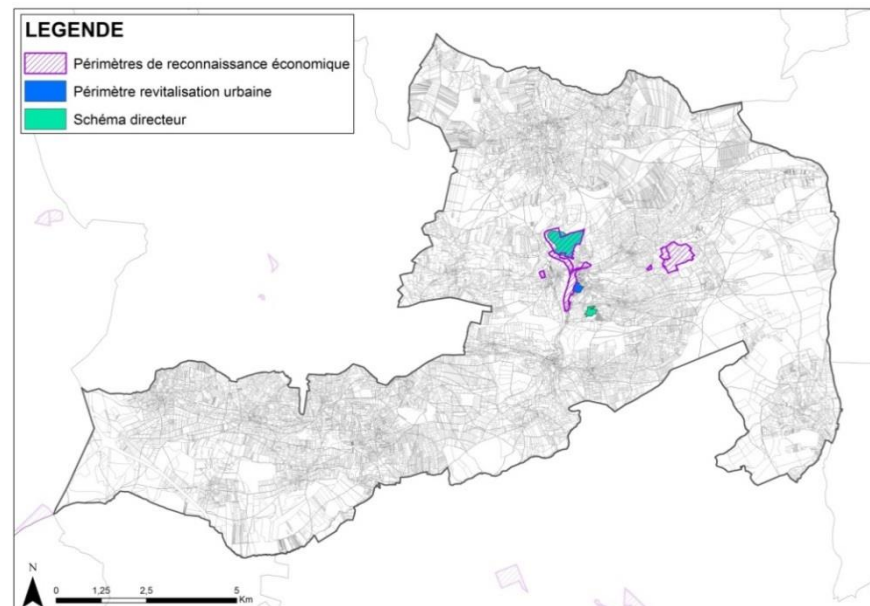 LEGENDE
Périmètres de reconnaissance économique
Périmètre revitalisation urbaine
Schéma directeur
N
0 1,25 2,5 5
Km